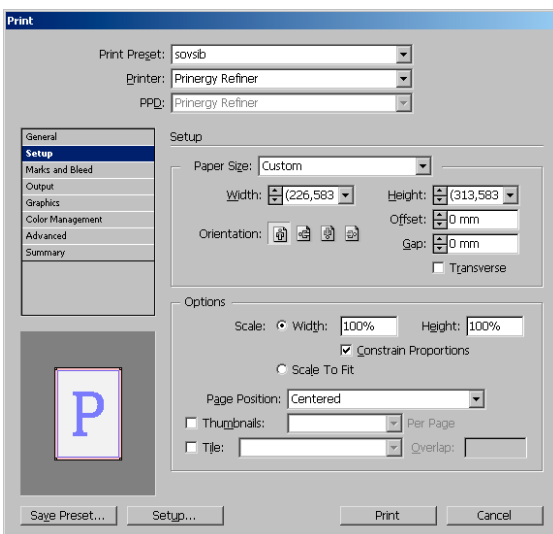 Print
Print Preset: sovsib
Printer: Prinergy Refiner
PPD: Prinergy Refiner
General
Setup
Marks and Bleed
Output
Graphics
Color Management
Advanced
Summary
Setup
Paper Size: Custom
Width: (226,583 Height: (313,583
Orientation: Offset: 0 mm
Gap: 0 mm
Transverse
Options
Scale: Width: 100% Height: 100%
Constrain Proportions
Scale To Fit
Page Position: Centered
Thumbnails: Per Page
Tile: Overlap:
P
Save Preset... Setup... Print Cancel